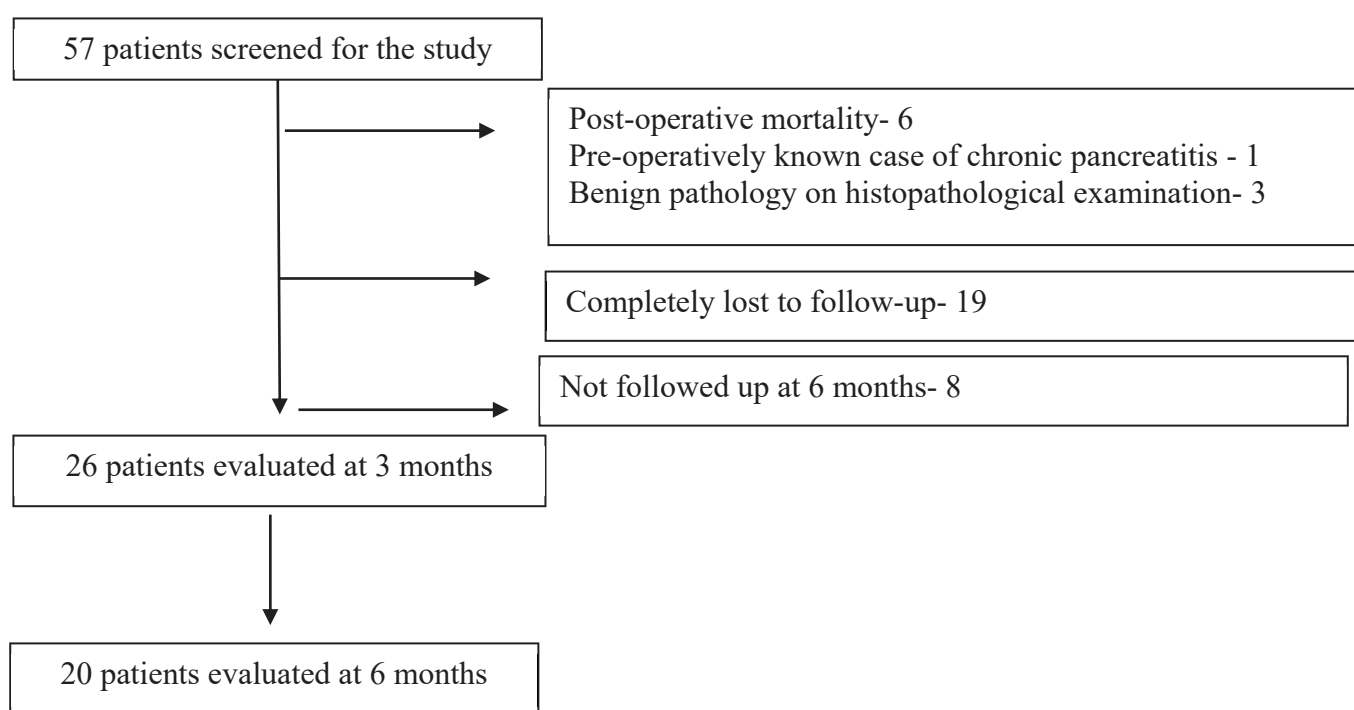 57 patients screened for the study
Post-operative mortality- 6
Pre-operatively known case of chronic pancreatitis - 1
Benign pathology on histopathological examination- 3
Completely lost to follow-up- 19
Not followed up at 6 months- 8
26 patients evaluated at 3 months
20 patients evaluated at 6 months